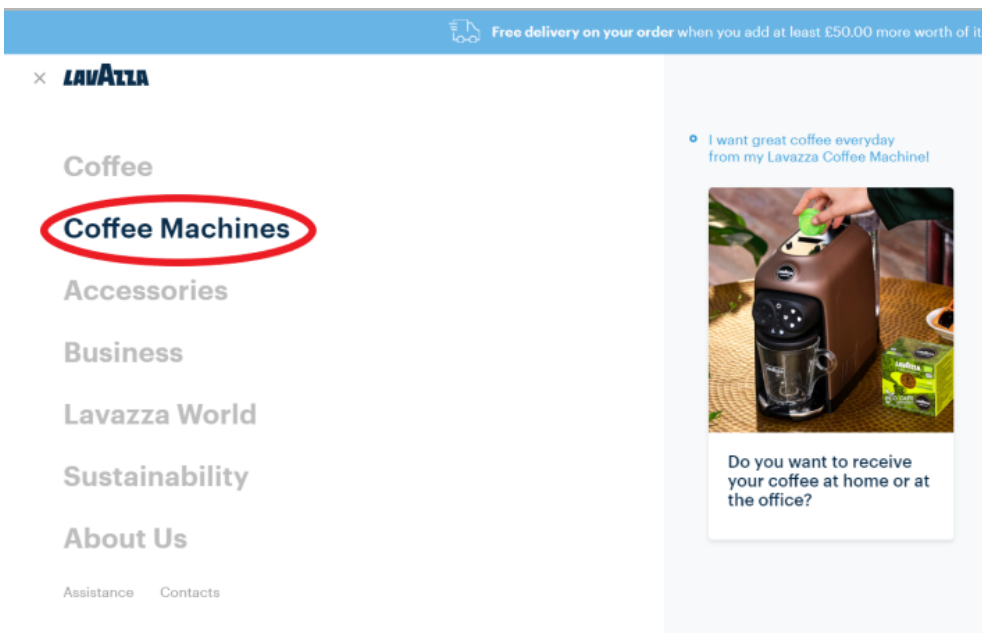 Free delivery on your order when you add at least £50.00 more worth of it
LAVAZZA
Coffee
Coffee Machines
Accessories
Business
Lavazza World
Sustainability
About Us
Assistance Contacts
I want great coffee everyday
from my Lavazza Coffee Machine!
LAVAZZA
Do you want to receive
your coffee at home or at
the office?